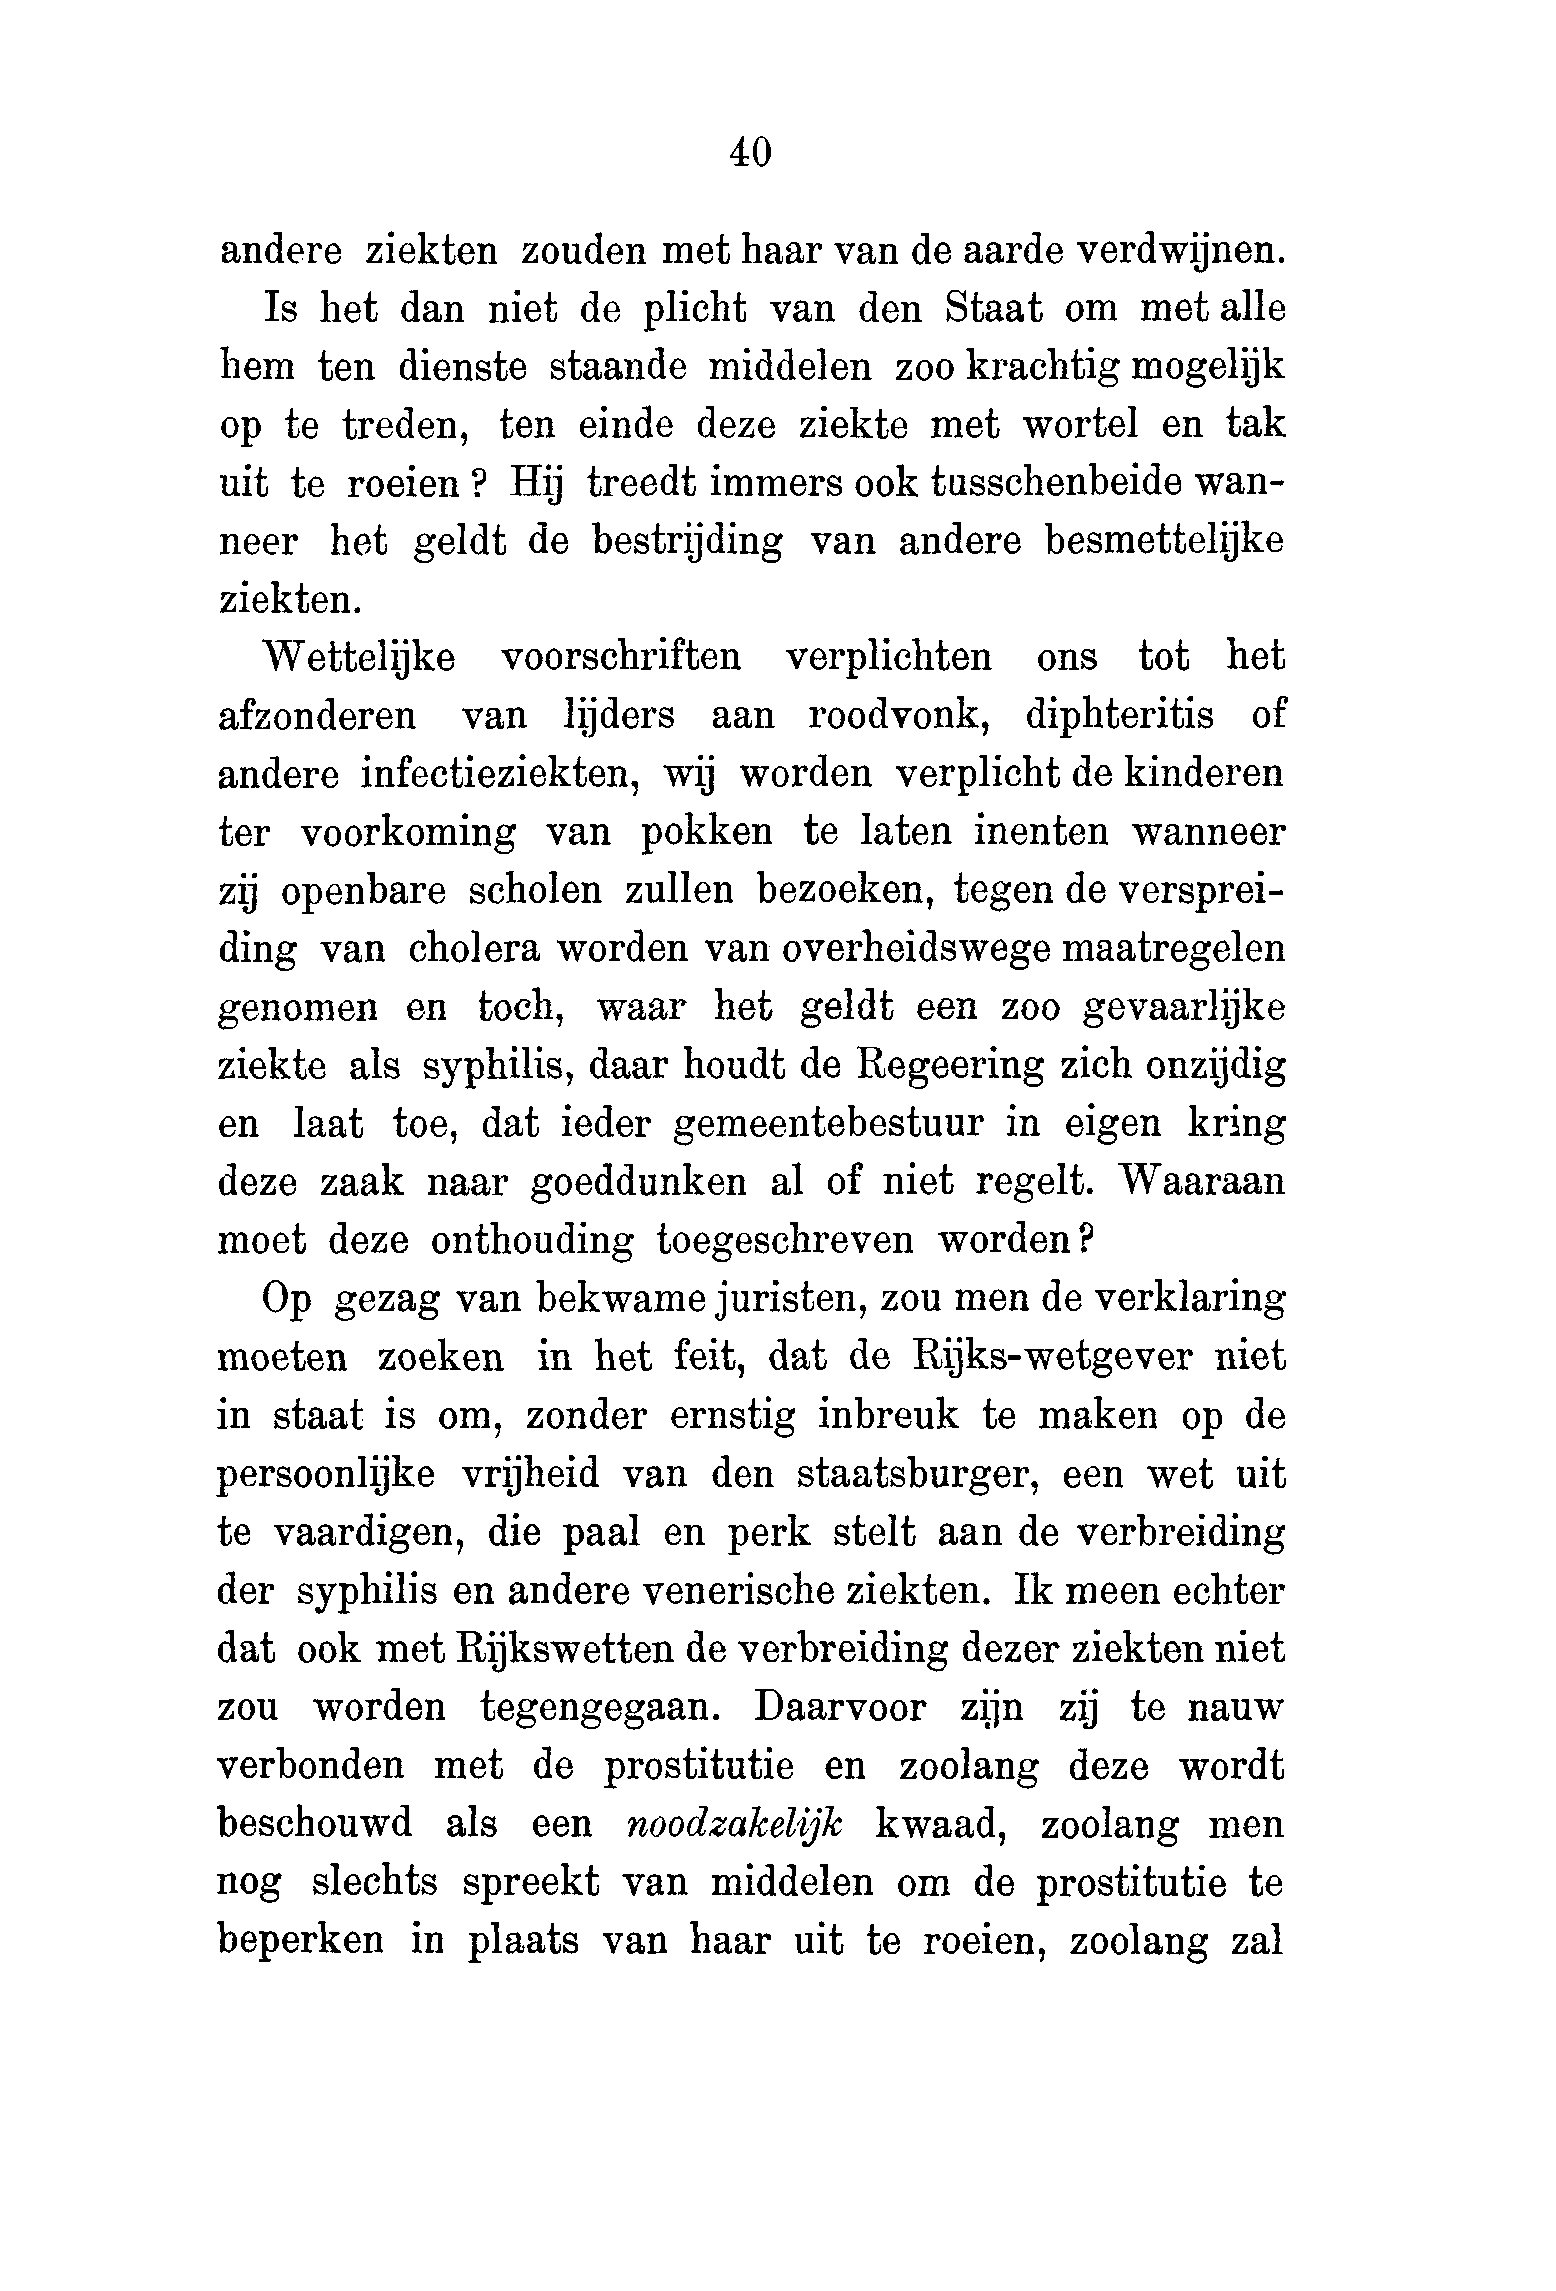 40
andere ziekten zouden met haar van de aarde verdwijnen.
Is het dan niet de plicht van den Staat om met alle
hem ten dienste staande middelen zoo krachtig mogelijk
op te treden, ten einde deze ziekte met wortel en tak
uit te roeien? Hij treedt immers ook tusschenbeide wan-
neer het geldt de bestrijding van andere besmettelijke
ziekten.
Wettelijke voorschriften verplichten ons tot het
afzonderen van lijders aan roodvonk, diphteritis of
andere infectieziekten, wij worden verplicht de kinderen
ter voorkoming van pokken te laten inenten wanneer
zij openbare scholen zullen bezoeken, tegen de versprei-
ding van cholera worden van overheidswege maatregelen
genomen en toch, waar het geldt een zoo gevaarlijke
ziekte als syphilis, daar houdt de Regeering zich onzijdig
en laat toe, dat ieder gemeentebestuur in eigen kring
deze zaak naar goeddunken al of niet regelt. Waaraan
moet deze onthouding toegeschreven worden?
Op gezag van bekwame juristen, zou men de verklaring
moeten zoeken in het feit, dat de Rijks-wetgever niet
in staat is om, zonder ernstig inbreuk te maken op de
persoonlijke vrijheid van den staatsburger, een wet uit
te vaardigen, die paal en perk stelt aan de verbreiding
der syphilis en andere venerische ziekten. Ik meen echter
dat ook met Rijkswetten de verbreiding dezer ziekten niet
zou worden tegengegaan. Daarvoor zijn zij te nauw
verbonden met de prostitutie en zoolang deze wordt
beschouwd als een noodzakelijk kwaad, zoolang men
nog slechts spreekt van middelen om de prostitutie te
beperken in plaats van haar uit te roeien, zoolang zal